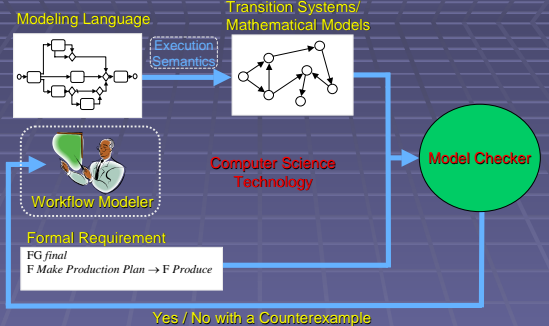 Modeling Language
Transition Systems/
Mathematical Models
Execution
Semantics
Computer Science
Technology
Model Checker
Workflow Modeler
Formal Requirement
FG final
F Make Production Plan → F Produce
Yes / No with a Counterexample